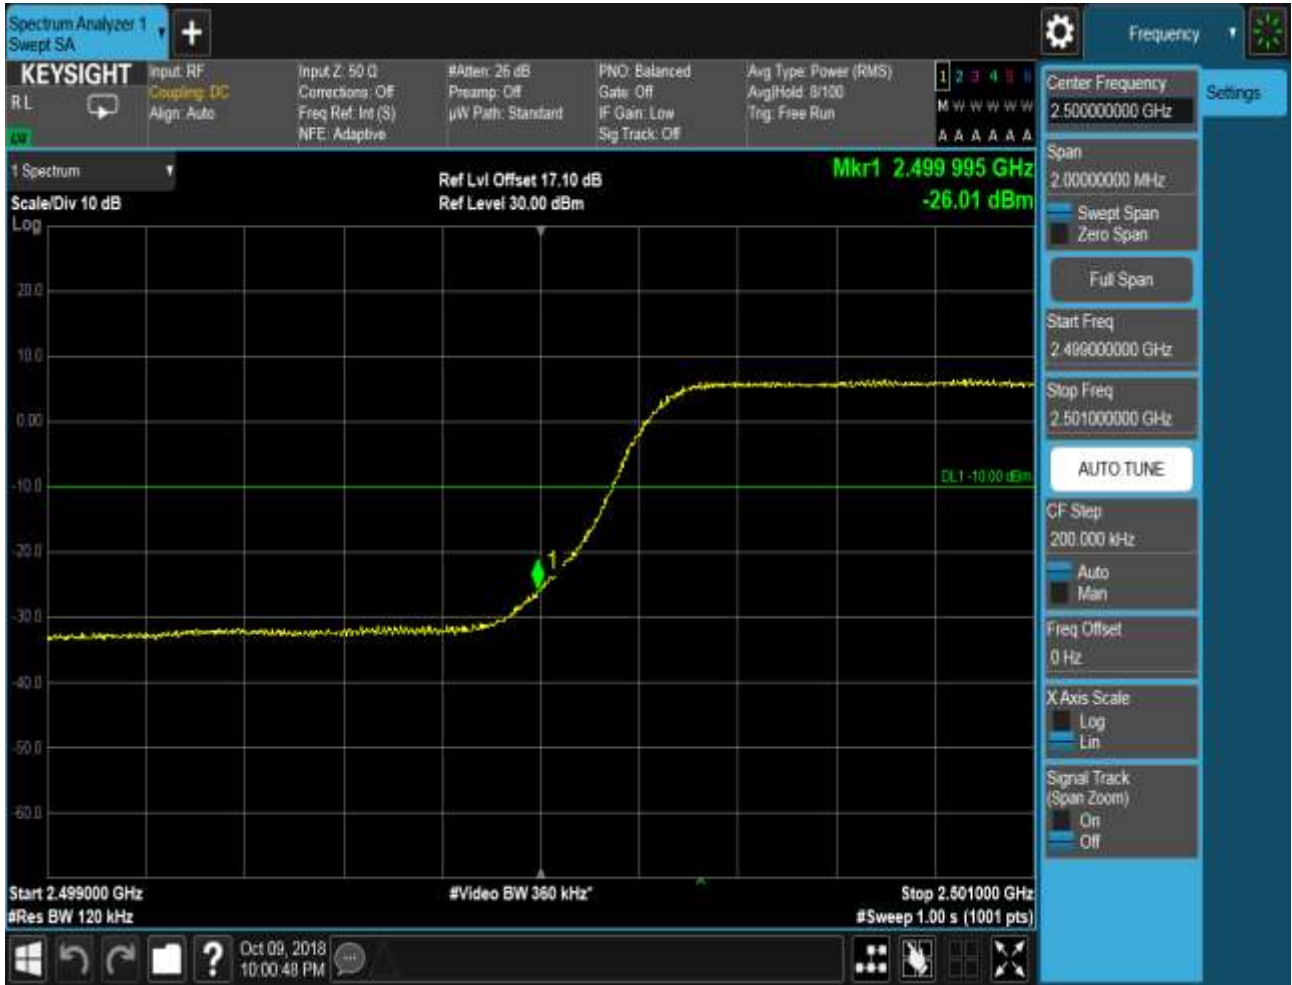 Spectrum Analyzer 1
Swept SA
Frequency
KEYSIGHT
R L
LW
Input: RF
Coupling: DC
Align: Auto
Input Z: 50 Ω
Corrections: Off
Freq Ref: Int (S)
NFE: Adaptive
#Atten: 26 dB
Preamp: Off
µW Path: Standard
PNO: Balanced
Gate: Off
IF Gain: Low
Sig Track: Off
Avg Type: Power (RMS)
Avg|Hold: 8/100
Trig: Free Run
1 2 3 4 5 6
M W W W W W
A A A A A A
1 Spectrum
Scale/Div 10 dB
Log
Ref Lvl Offset 17.10 dB
Ref Level 30.00 dBm
Mkr1 2.499 995 GHz
-26.01 dBm
20.0
10.0
0.00
-10.0
-20.0
-30.0
-40.0
-50.0
-60.0
DL1 -10.00 dBm
1
Start 2.499000 GHz
#Res BW 120 kHz
#Video BW 360 kHz*
Stop 2.501000 GHz
#Sweep 1.00 s (1001 pts)
Oct 09, 2018
10:00:48 PM
Center Frequency
2.500000000 GHz
Settings
Span
2.00000000 MHz
Swept Span
Zero Span
Full Span
Start Freq
2.499000000 GHz
Stop Freq
2.501000000 GHz
AUTO TUNE
CF Step
200.000 kHz
Auto
Man
Freq Offset
0 Hz
X Axis Scale
Log
Lin
Signal Track
(Span Zoom)
On
Off